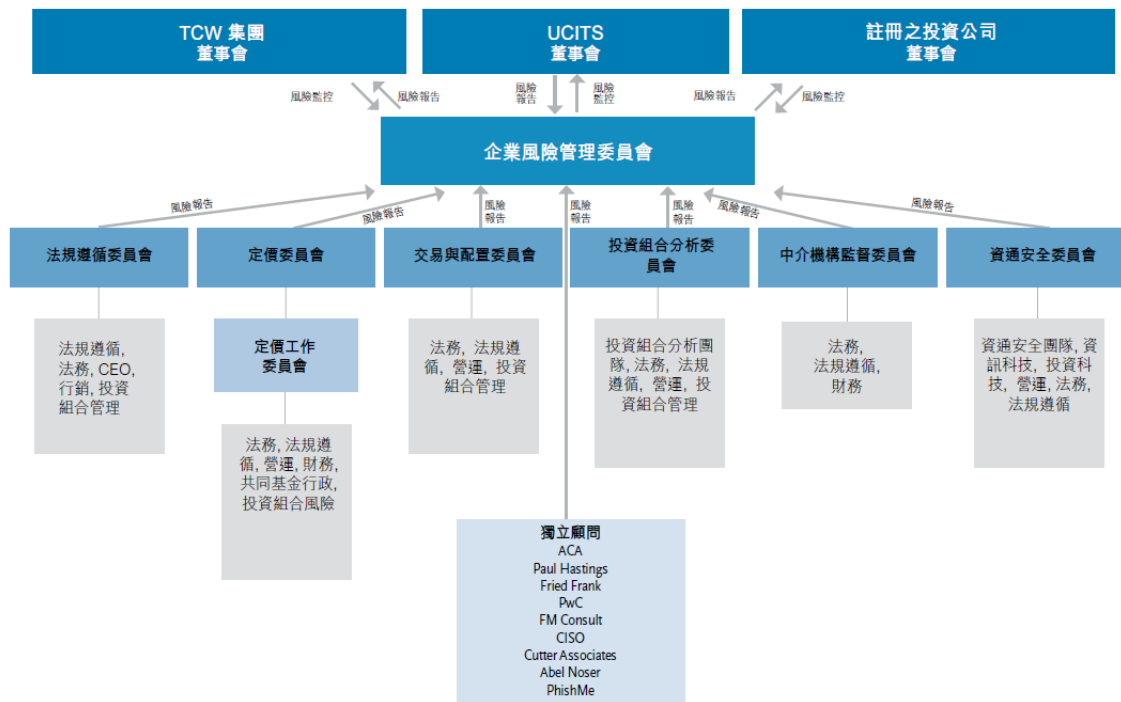 TCW 集團
董事會
UCITS
董事會
註冊之投資公司
董事會
風險監控
風險報告
風險
報告
風險
監控
風險報告
風險監控
企業風險管理委員會
風險報告
風險報告
風險
報告
風險
報告
風險
報告
風險報告
風險報告
法規遵循委員會
定價委員會
交易與配置委員會
投資組合分析委
員會
中介機構監督委員會
資通安全委員會
法規遵循,
法務, CEO,
行銷, 投資
組合管理
定價工作
委員會
法務, 法規遵
循, 營運, 財務,
共同基金行政,
投資組合風險
法務, 法規遵
循, 營運, 投資
組合管理
投資組合分析團
隊, 法務, 法規
遵循, 營運, 投
資組合管理
法務,
法規遵循,
財務
資通安全團隊, 資
訊科技, 投資科
技, 營運, 法務,
法規遵循
獨立顧問
ACA
Paul Hastings
Fried Frank
PwC
FM Consult
CISO
Cutter Associates
Abel Noser
PhishMe